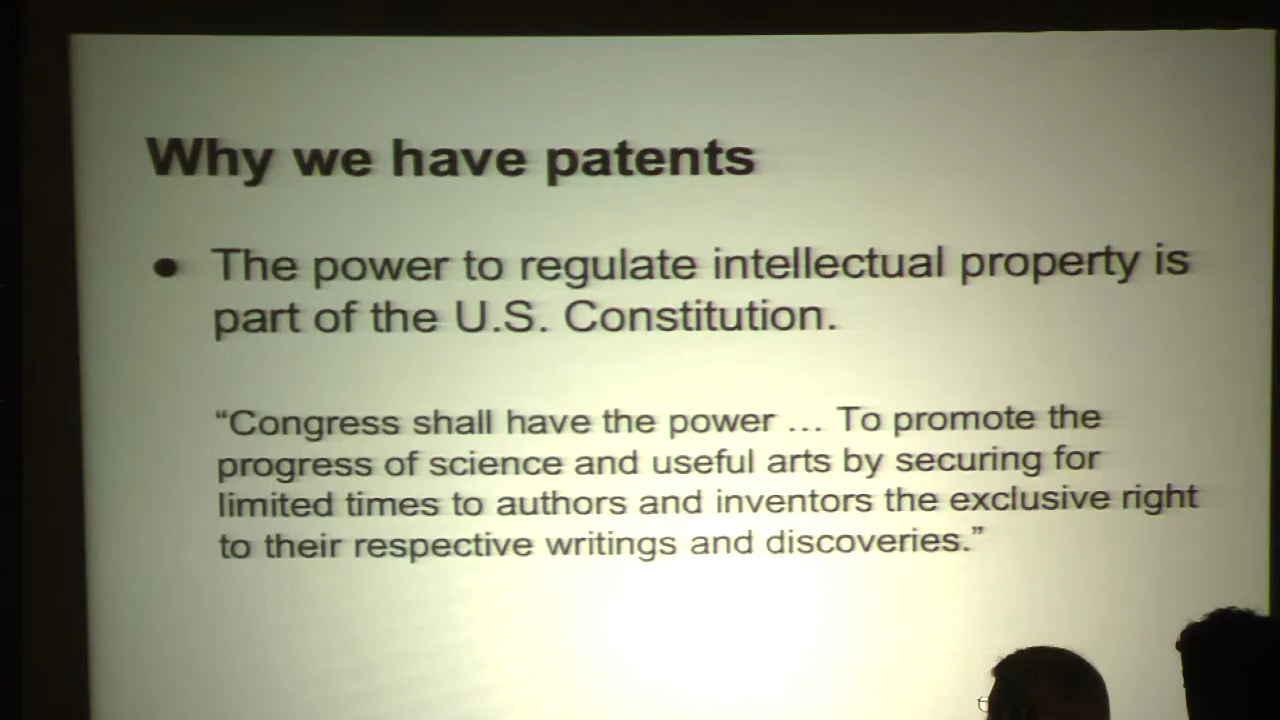 Why we have patents
● The power to regulate intellectual property is
part of the U.S. Constitution.
“Congress shall have the power … To promote the
progress of science and useful arts by securing for
limited times to authors and inventors the exclusive right
to their respective writings and discoveries.”